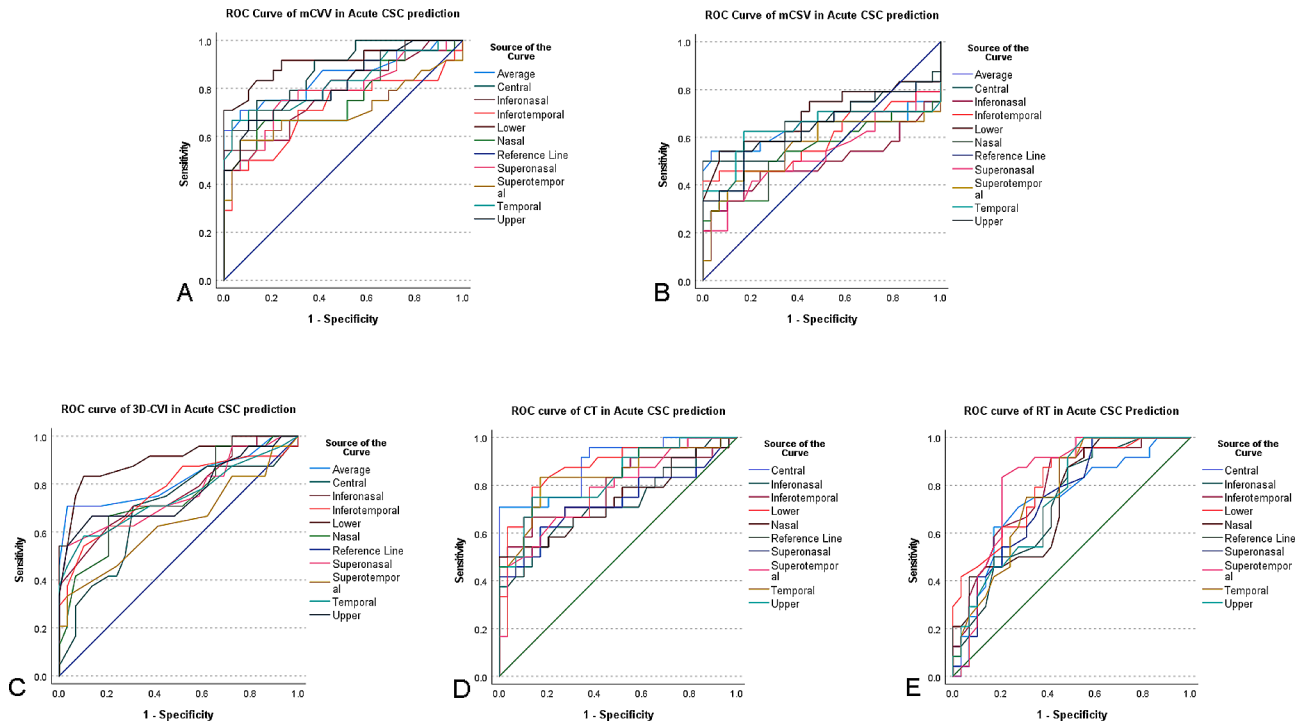 ROC Curve of mCVV in Acute CSC prediction
Sensitivity
1.0
0.8
0.6
0.4
0.2
0.0
0.0 0.2 0.4 0.6 0.8 1.0
1 - Specificity
Source of the
Curve
Average
Central
Inferonasal
Inferotemporal
Lower
Nasal
Reference Line
Superonasal
Superotempor
al
Temporal
Upper
A
ROC Curve of mCSV in Acute CSC prediction
Sensitivity
1.0
0.8
0.6
0.4
0.2
0.0
0.0 0.2 0.4 0.6 0.8 1.0
1 - Specificity
Source of the
Curve
Average
Central
Inferonasal
Inferotemporal
Lower
Nasal
Reference Line
Superonasal
Superotempor
al
Temporal
Upper
B
ROC curve of 3D-CVI in Acute CSC prediction
Sensitivity
1.0
0.8
0.6
0.4
0.2
0.0
0.0 0.2 0.4 0.6 0.8 1.0
1 - Specificity
Source of the
Curve
Average
Central
Inferonasal
Inferotemporal
Lower
Nasal
Reference Line
Superonasal
Superotempor
al
Temporal
Upper
C
ROC curve of CT in Acute CSC prediction
Sensitivity
1.0
0.8
0.6
0.4
0.2
0.0
0.0 0.2 0.4 0.6 0.8 1.0
1 - Specificity
Source of the
Curve
Central
Inferonasal
Inferotemporal
Lower
Nasal
Reference Line
Superonasal
Superotempor
al
Temporal
Upper
D
ROC curve of RT in Acute CSC Prediction
Sensitivity
1.0
0.8
0.6
0.4
0.2
0.0
0.0 0.2 0.4 0.6 0.8 1.0
1 - Specificity
Source of the
Curve
Central
Inferonasal
Inferotemporal
Lower
Nasal
Reference Line
Superonasal
Superotempor
al
Temporal
Upper
E